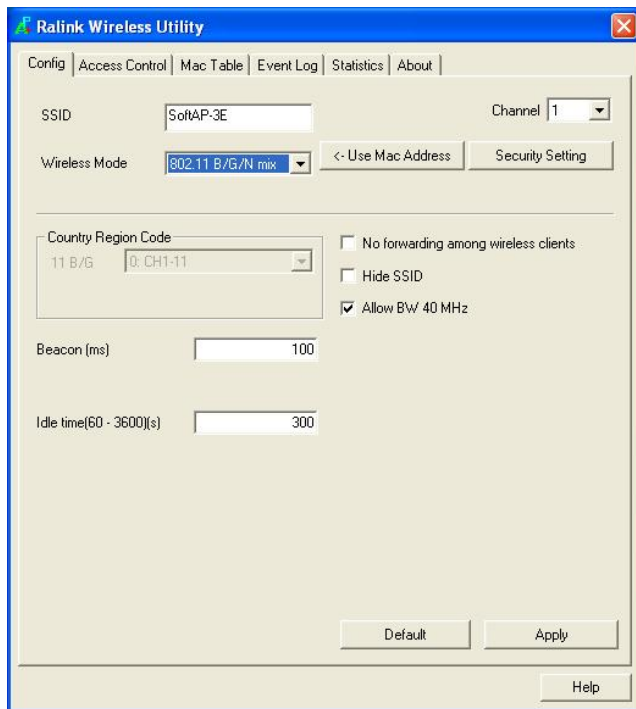 Ralink Wireless Utility
Config Access Control Mac Table Event Log Statistics About
SSID SoftAP-3E Channel 1
Wireless Mode 802.11 B/G/N mix <- Use Mac Address Security Setting
Country Region Code
11 B/G 0: CH1-11
No forwarding among wireless clients
Hide SSID
Allow BW 40 MHz
Beacon (ms) 100
Idle time(60 - 3600)(s) 300
Default Apply
Help